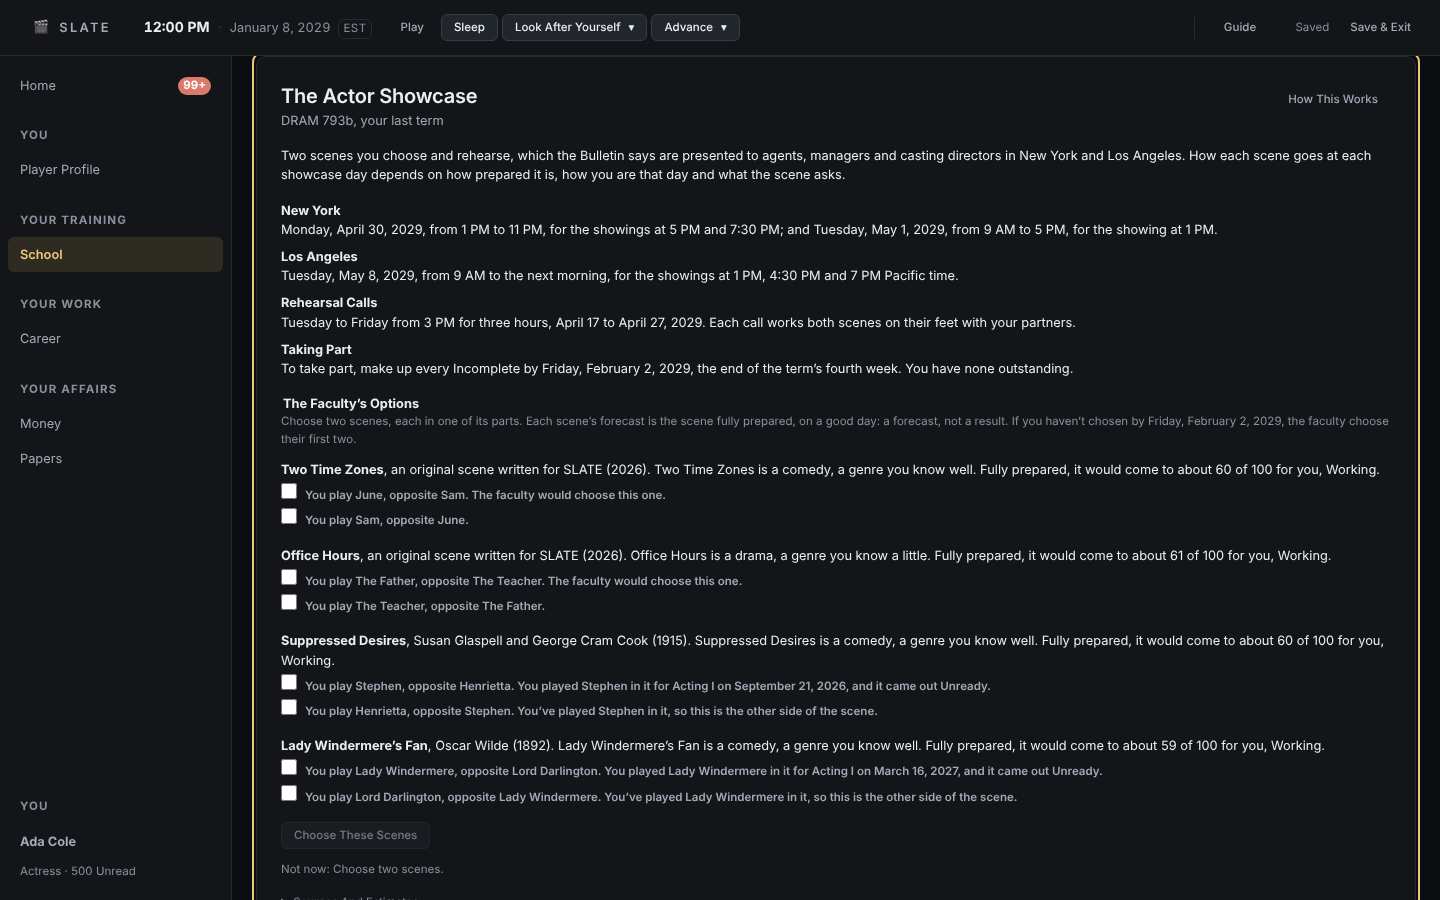 SLATE
12:00 PM · January 8, 2029 EST
Play
Sleep
Look After Yourself ▾
Advance ▾
Guide
Saved
Save & Exit
Home
99+
YOU
Player Profile
YOUR TRAINING
School
YOUR WORK
Career
YOUR AFFAIRS
Money
Papers
YOU
Ada Cole
Actress · 500 Unread
The Actor Showcase
How This Works
DRAM 793b, your last term
Two scenes you choose and rehearse, which the Bulletin says are presented to agents, managers and casting directors in New York and Los Angeles. How each scene goes at each
showcase day depends on how prepared it is, how you are that day and what the scene asks.
New York
Monday, April 30, 2029, from 1 PM to 11 PM, for the showings at 5 PM and 7:30 PM; and Tuesday, May 1, 2029, from 9 AM to 5 PM, for the showing at 1 PM.
Los Angeles
Tuesday, May 8, 2029, from 9 AM to the next morning, for the showings at 1 PM, 4:30 PM and 7 PM Pacific time.
Rehearsal Calls
Tuesday to Friday from 3 PM for three hours, April 17 to April 27, 2029. Each call works both scenes on their feet with your partners.
Taking Part
To take part, make up every Incomplete by Friday, February 2, 2029, the end of the term’s fourth week. You have none outstanding.
The Faculty’s Options
Choose two scenes, each in one of its parts. Each scene’s forecast is the scene fully prepared, on a good day: a forecast, not a result. If you haven’t chosen by Friday, February 2, 2029, the faculty choose
their first two.
Two Time Zones, an original scene written for SLATE (2026). Two Time Zones is a comedy, a genre you know well. Fully prepared, it would come to about 60 of 100 for you, Working.
You play June, opposite Sam. The faculty would choose this one.
You play Sam, opposite June.
Office Hours, an original scene written for SLATE (2026). Office Hours is a drama, a genre you know a little. Fully prepared, it would come to about 61 of 100 for you, Working.
You play The Father, opposite The Teacher. The faculty would choose this one.
You play The Teacher, opposite The Father.
Suppressed Desires, Susan Glaspell and George Cram Cook (1915). Suppressed Desires is a comedy, a genre you know well. Fully prepared, it would come to about 60 of 100 for you,
Working.
You play Stephen, opposite Henrietta. You played Stephen in it for Acting I on September 21, 2026, and it came out Unready.
You play Henrietta, opposite Stephen. You’ve played Stephen in it, so this is the other side of the scene.
Lady Windermere’s Fan, Oscar Wilde (1892). Lady Windermere’s Fan is a comedy, a genre you know well. Fully prepared, it would come to about 59 of 100 for you, Working.
You play Lady Windermere, opposite Lord Darlington. You played Lady Windermere in it for Acting I on March 16, 2027, and it came out Unready.
You play Lord Darlington, opposite Lady Windermere. You’ve played Lady Windermere in it, so this is the other side of the scene.
Choose These Scenes
Not now: Choose two scenes.